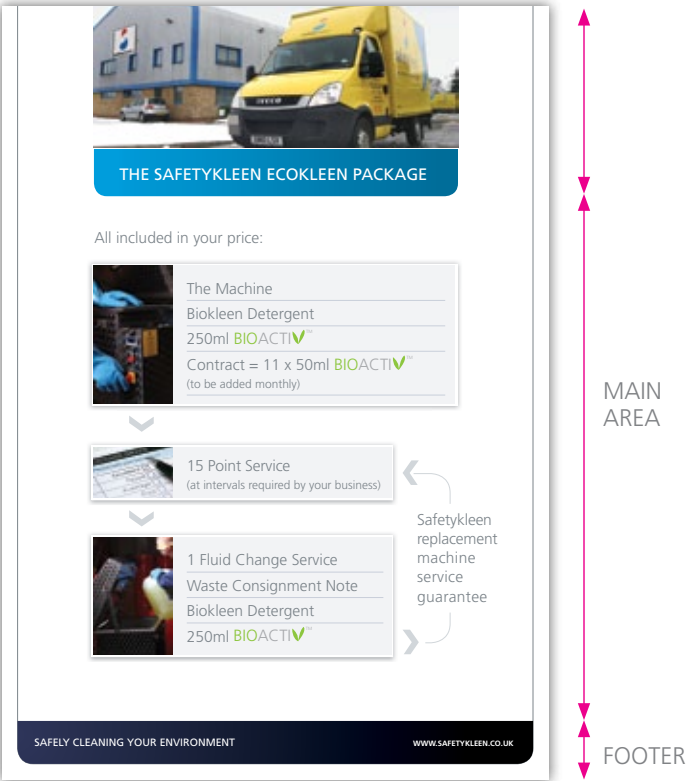 IVECO
THE SAFETYKLEEN ECOKLEEN PACKAGE
All included in your price:
The Machine
Biokleen Detergent
250ml BIOACTIV™
Contract = 11 x 50ml BIOACTIV™
(to be added monthly)
15 Point Service
(at intervals required by your business)
Safetykleen
replacement
machine
service
guarantee
1 Fluid Change Service
Waste Consignment Note
Biokleen Detergent
250ml BIOACTIV™
SAFELY CLEANING YOUR ENVIRONMENT
WWW.SAFETYKLEEN.CO.UK
MAIN
AREA
FOOTER